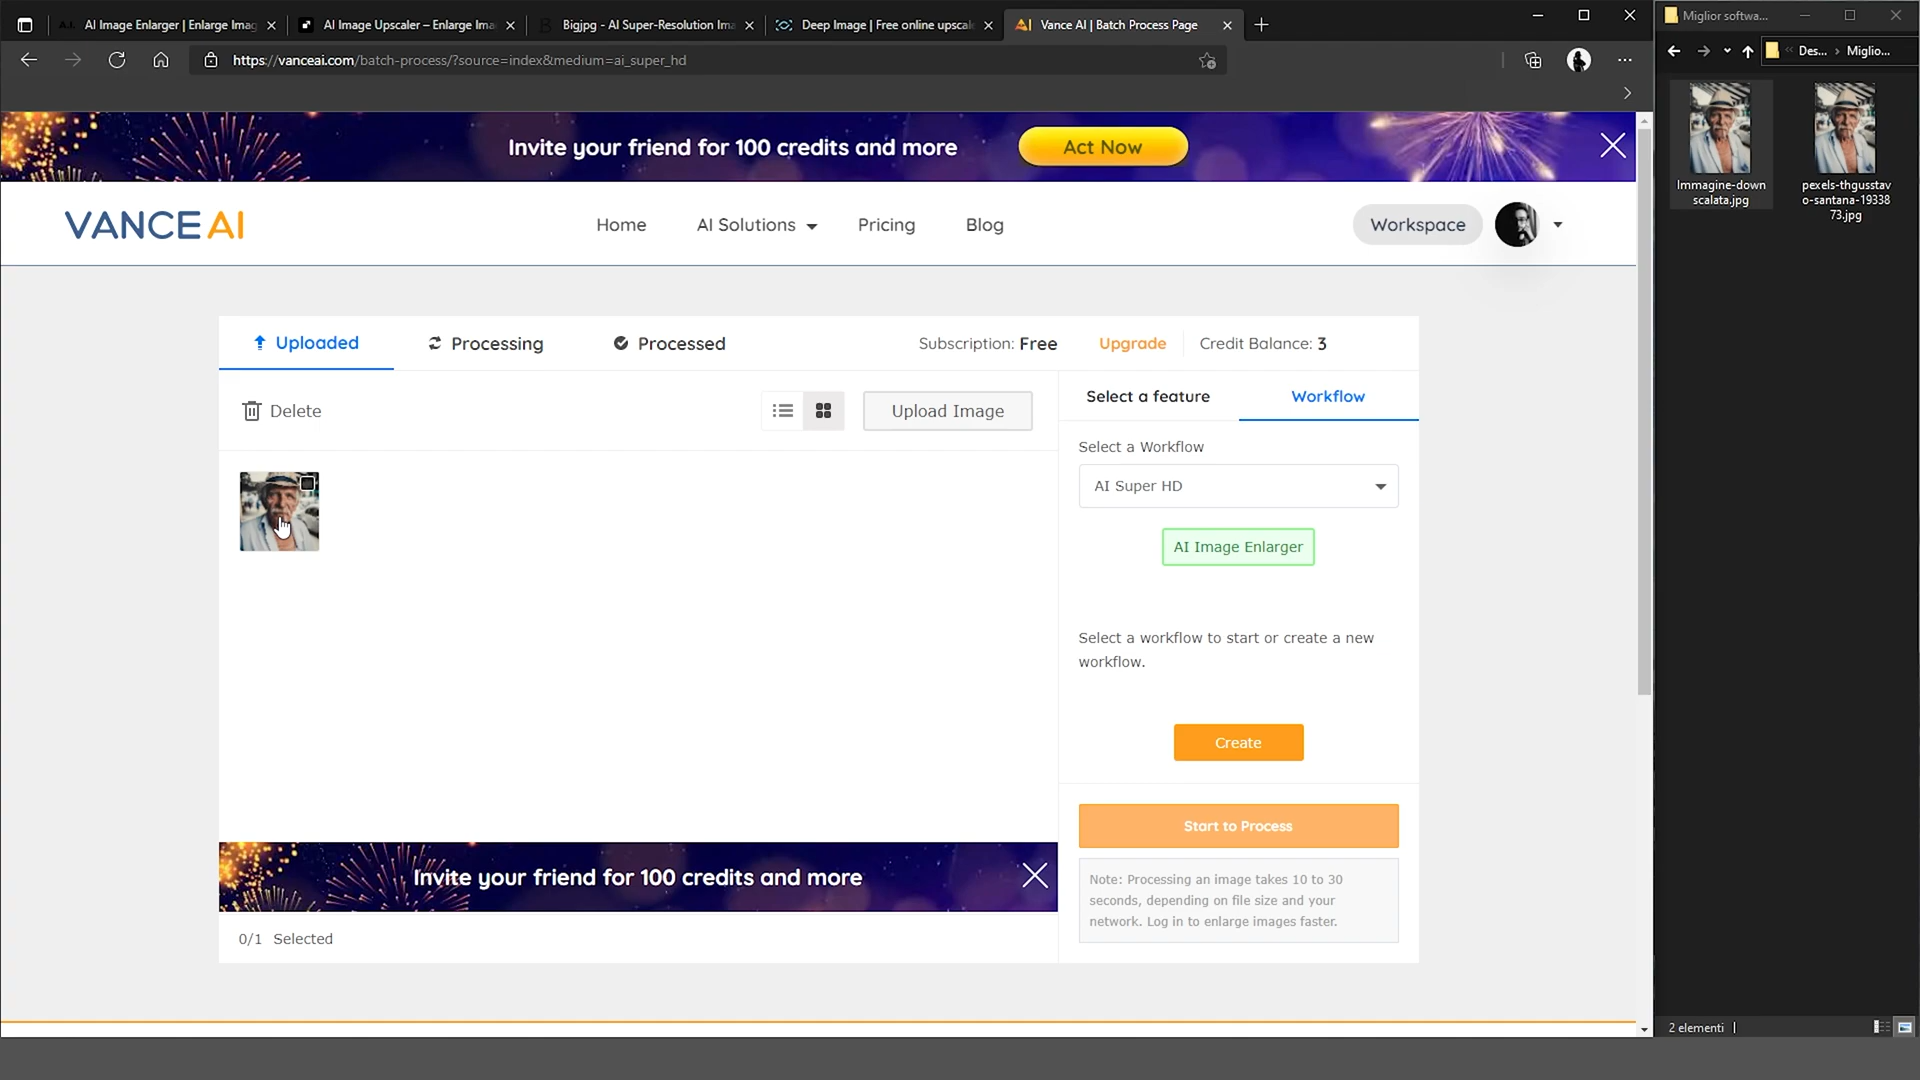 AI Image Enlarger | Enlarge Imag
AI Image Upscaler – Enlarge Ima
Bigjpg - AI Super-Resolution Ima
Deep Image | Free online upscale
Vance AI | Batch Process Page
https://vanceai.com/batch-process/?source=index&medium=ai_super_hd
Invite your friend for 100 credits and more
Act Now
VANCE AI
Home
AI Solutions
Pricing
Blog
Workspace
Uploaded
Processing
Processed
Subscription: Free
Upgrade
Credit Balance: 3
Delete
Upload Image
Select a feature
Workflow
Select a Workflow
AI Super HD
AI Image Enlarger
Select a workflow to start or create a new
workflow.
Create
Start to Process
Note: Processing an image takes 10 to 30
seconds, depending on file size and your
network. Log in to enlarge images faster.
Invite your friend for 100 credits and more
0/1 Selected
Miglior softwa...
Des... › Miglio...
Immagine-down
scalata.jpg
pexels-thgusstav
o-santana-19338
73.jpg
2 elementi